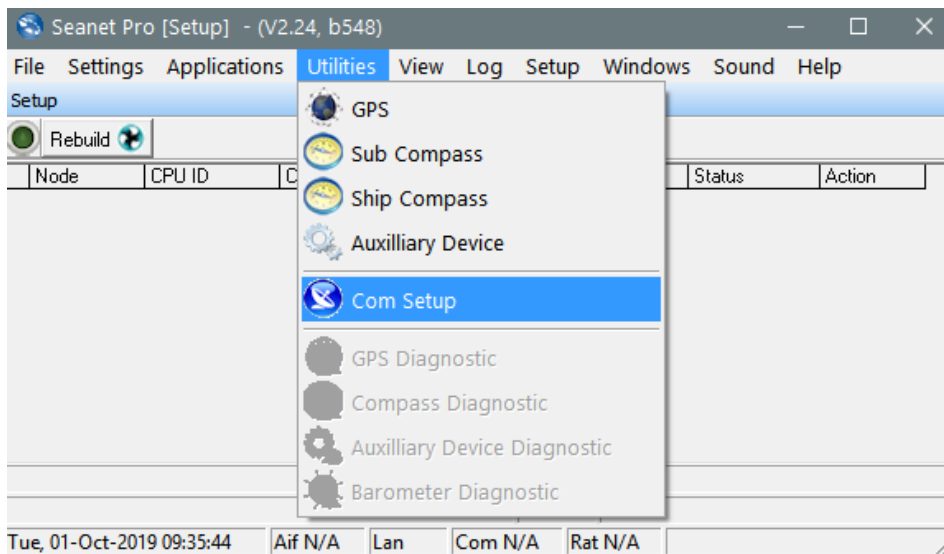 Seanet Pro [Setup] - (V2.24, b548)
File Settings Applications Utilities View Log Setup Windows Sound Help
Setup
GPS
Rebuild
Sub Compass
Node CPU ID C Status Action
Ship Compass
Auxilliary Device
Com Setup
GPS Diagnostic
Compass Diagnostic
Auxilliary Device Diagnostic
Barometer Diagnostic
Tue, 01-Oct-2019 09:35:44 Aif N/A Lan Com N/A Rat N/A